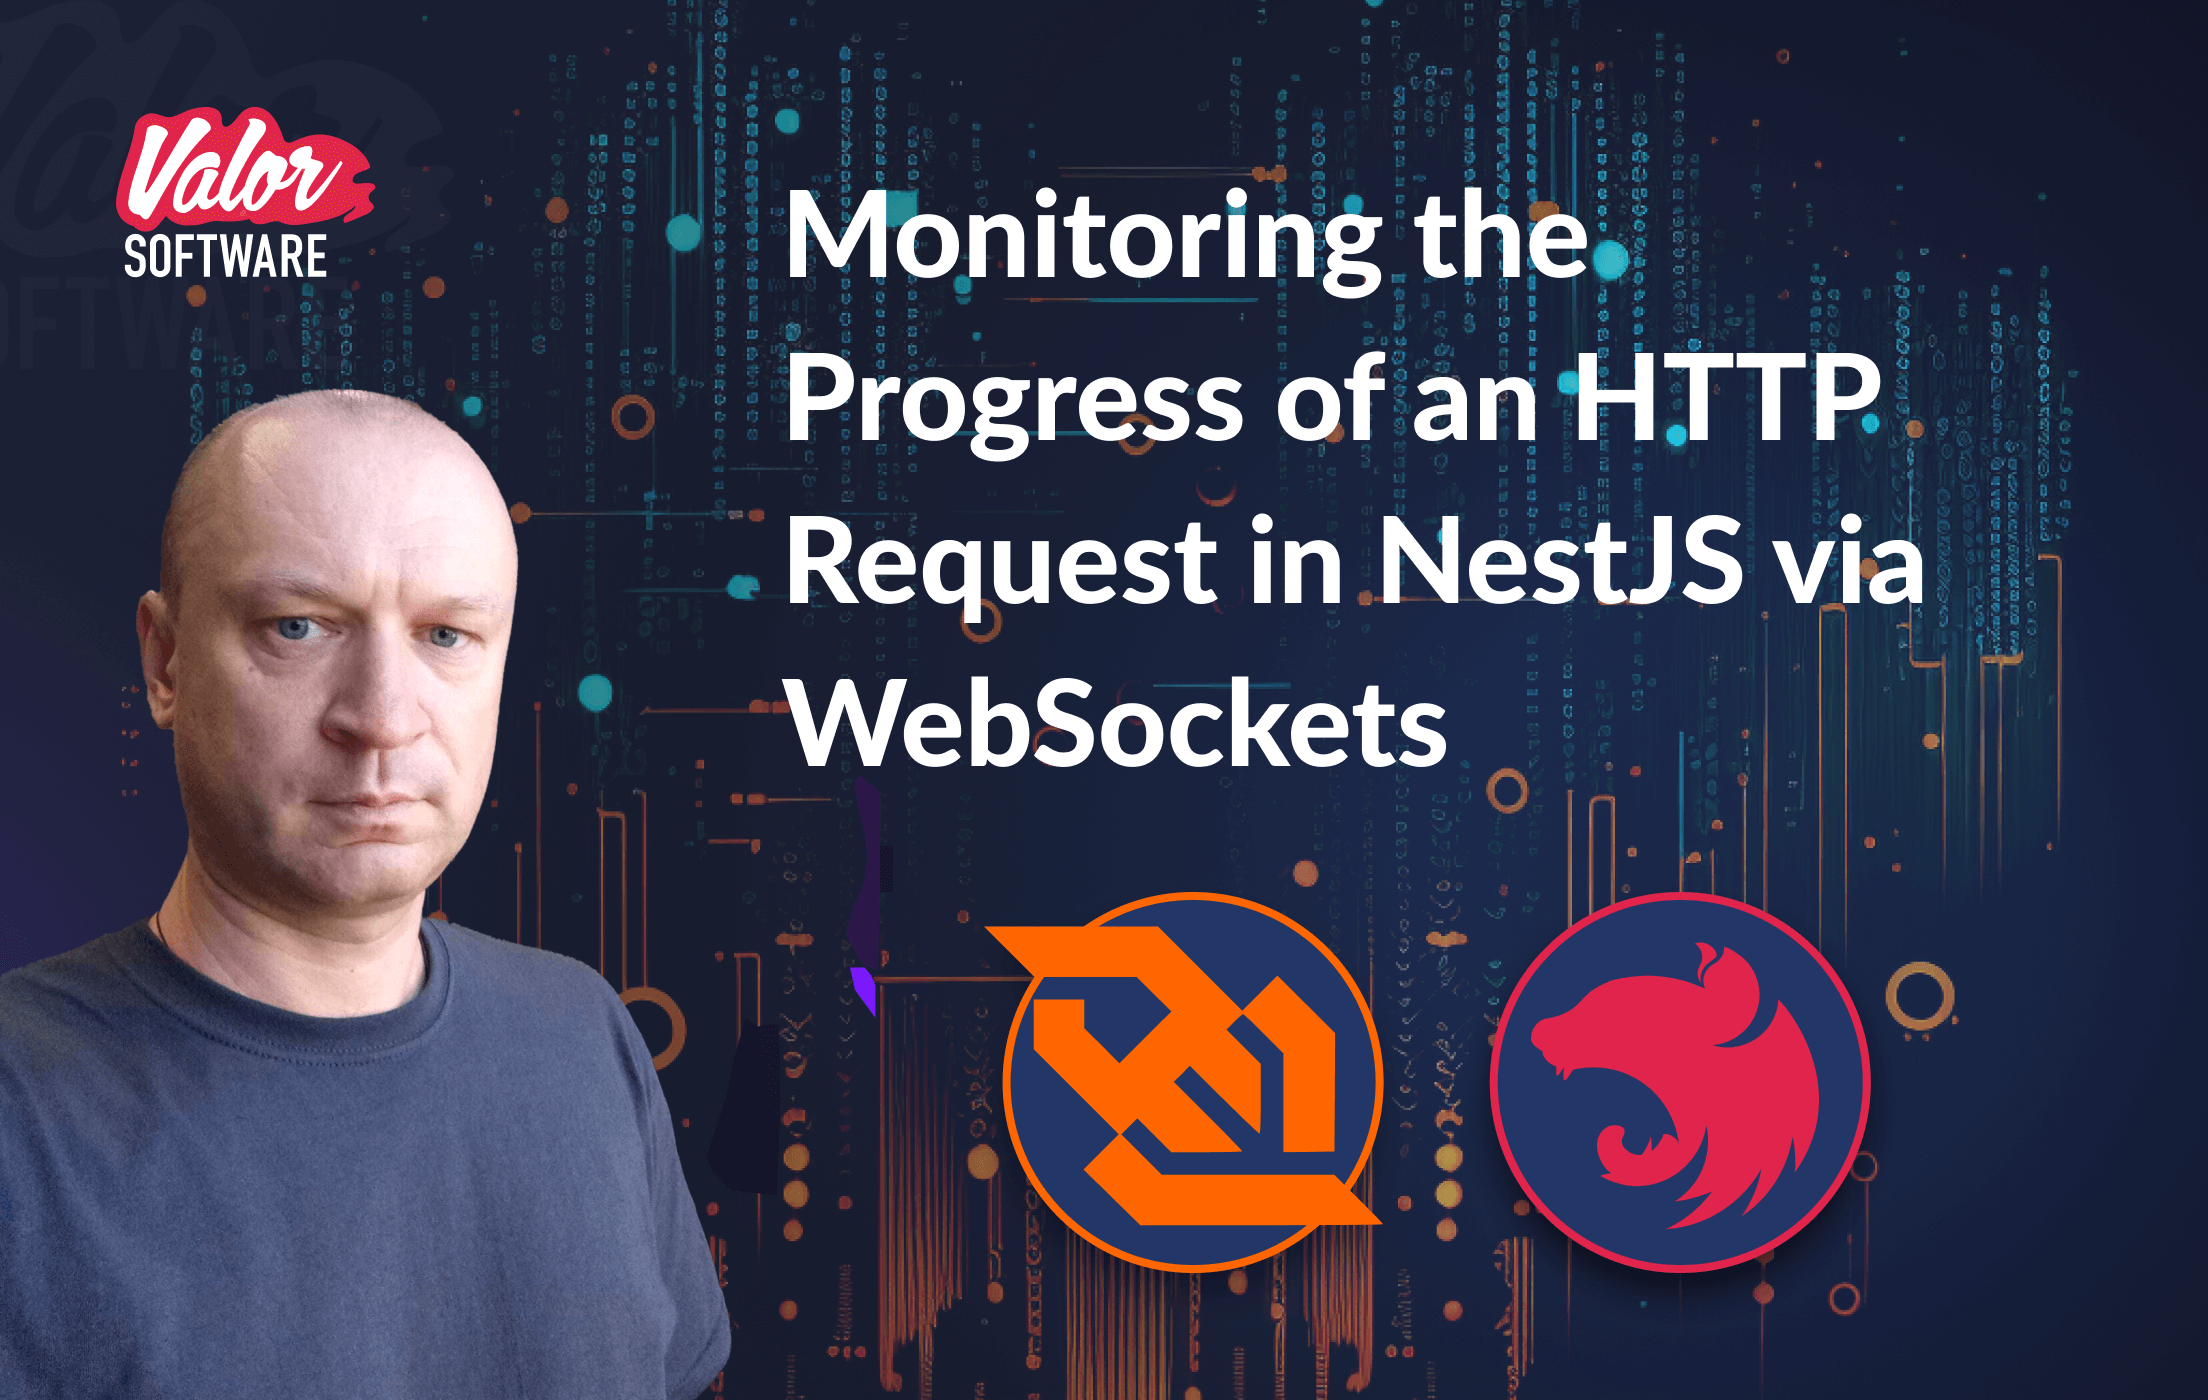 Valor
SOFTWARE
Monitoring the
Progress of an HTTP
Request in NestJS via
WebSockets